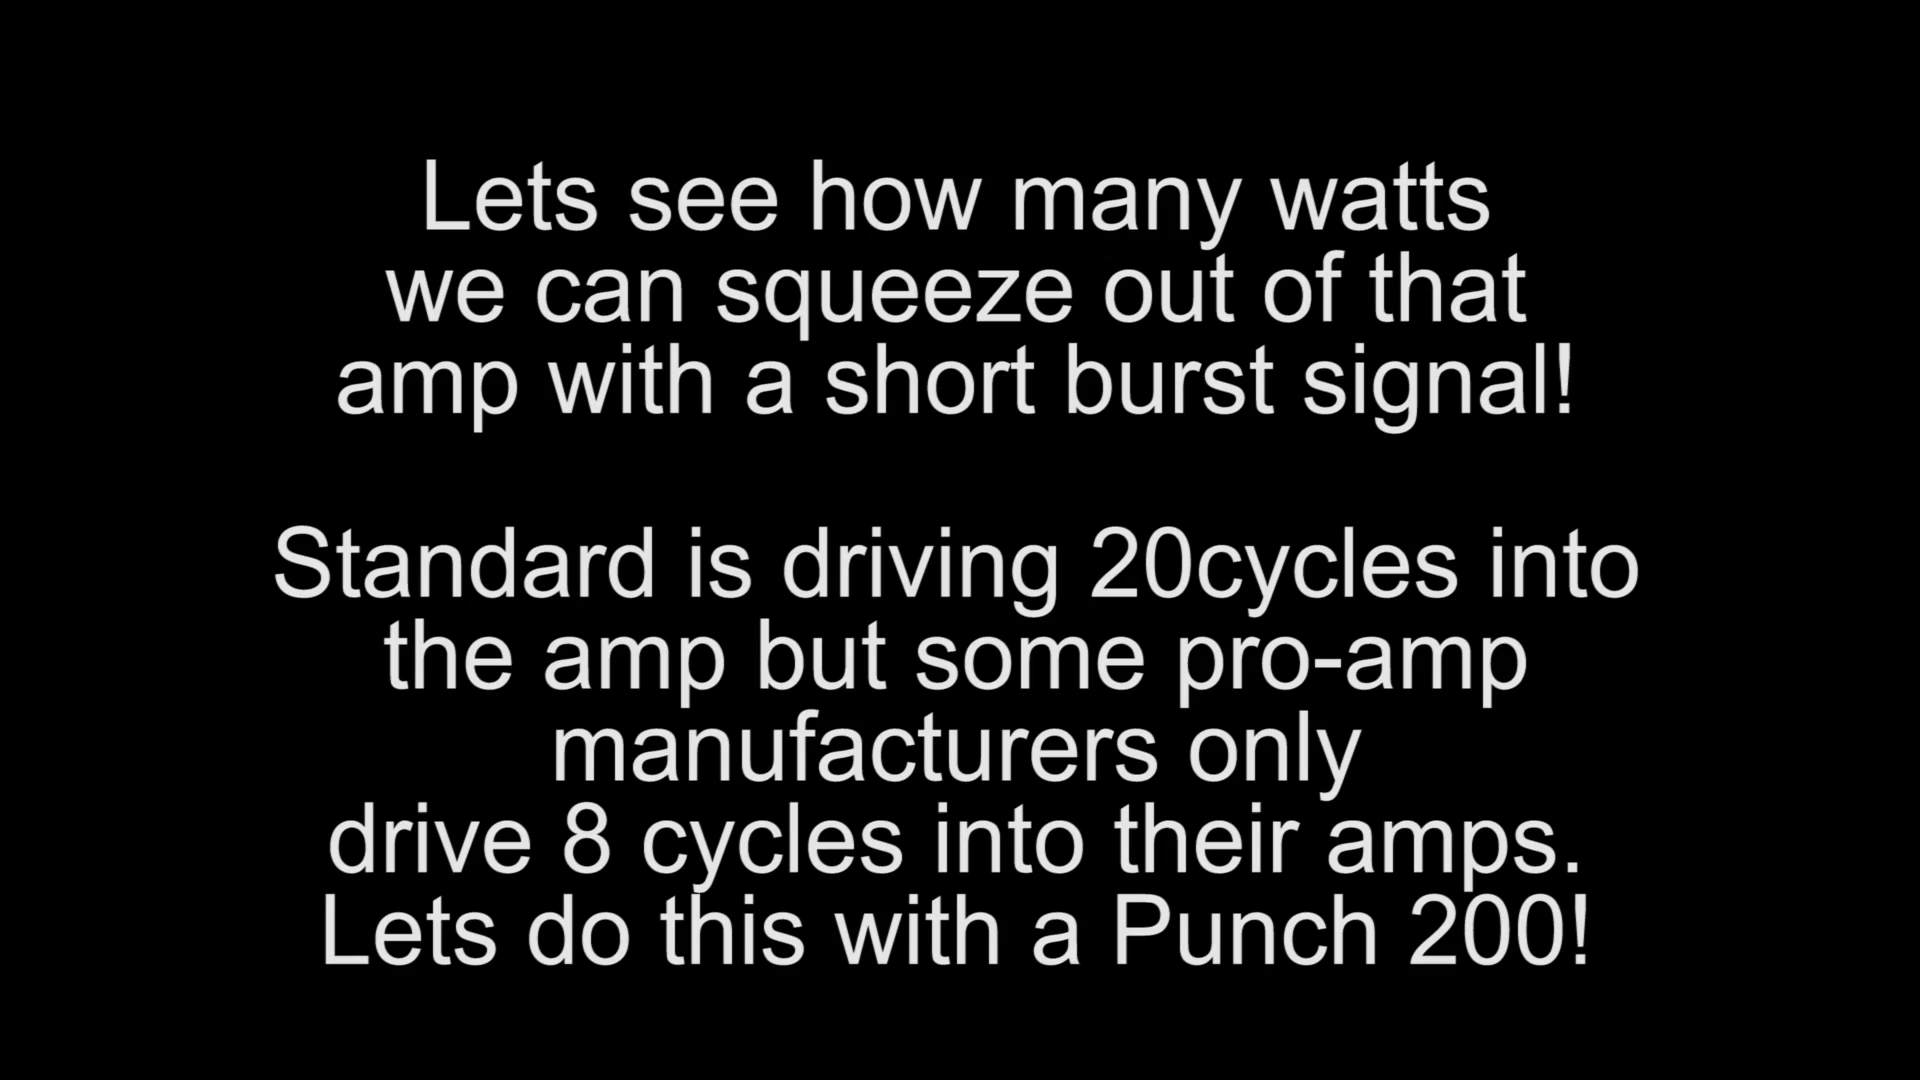 Lets see how many watts
we can squeeze out of that
amp with a short burst signal!
Standard is driving 20cycles into
the amp but some pro-amp
manufacturers only
drive 8 cycles into their amps.
Lets do this with a Punch 200!